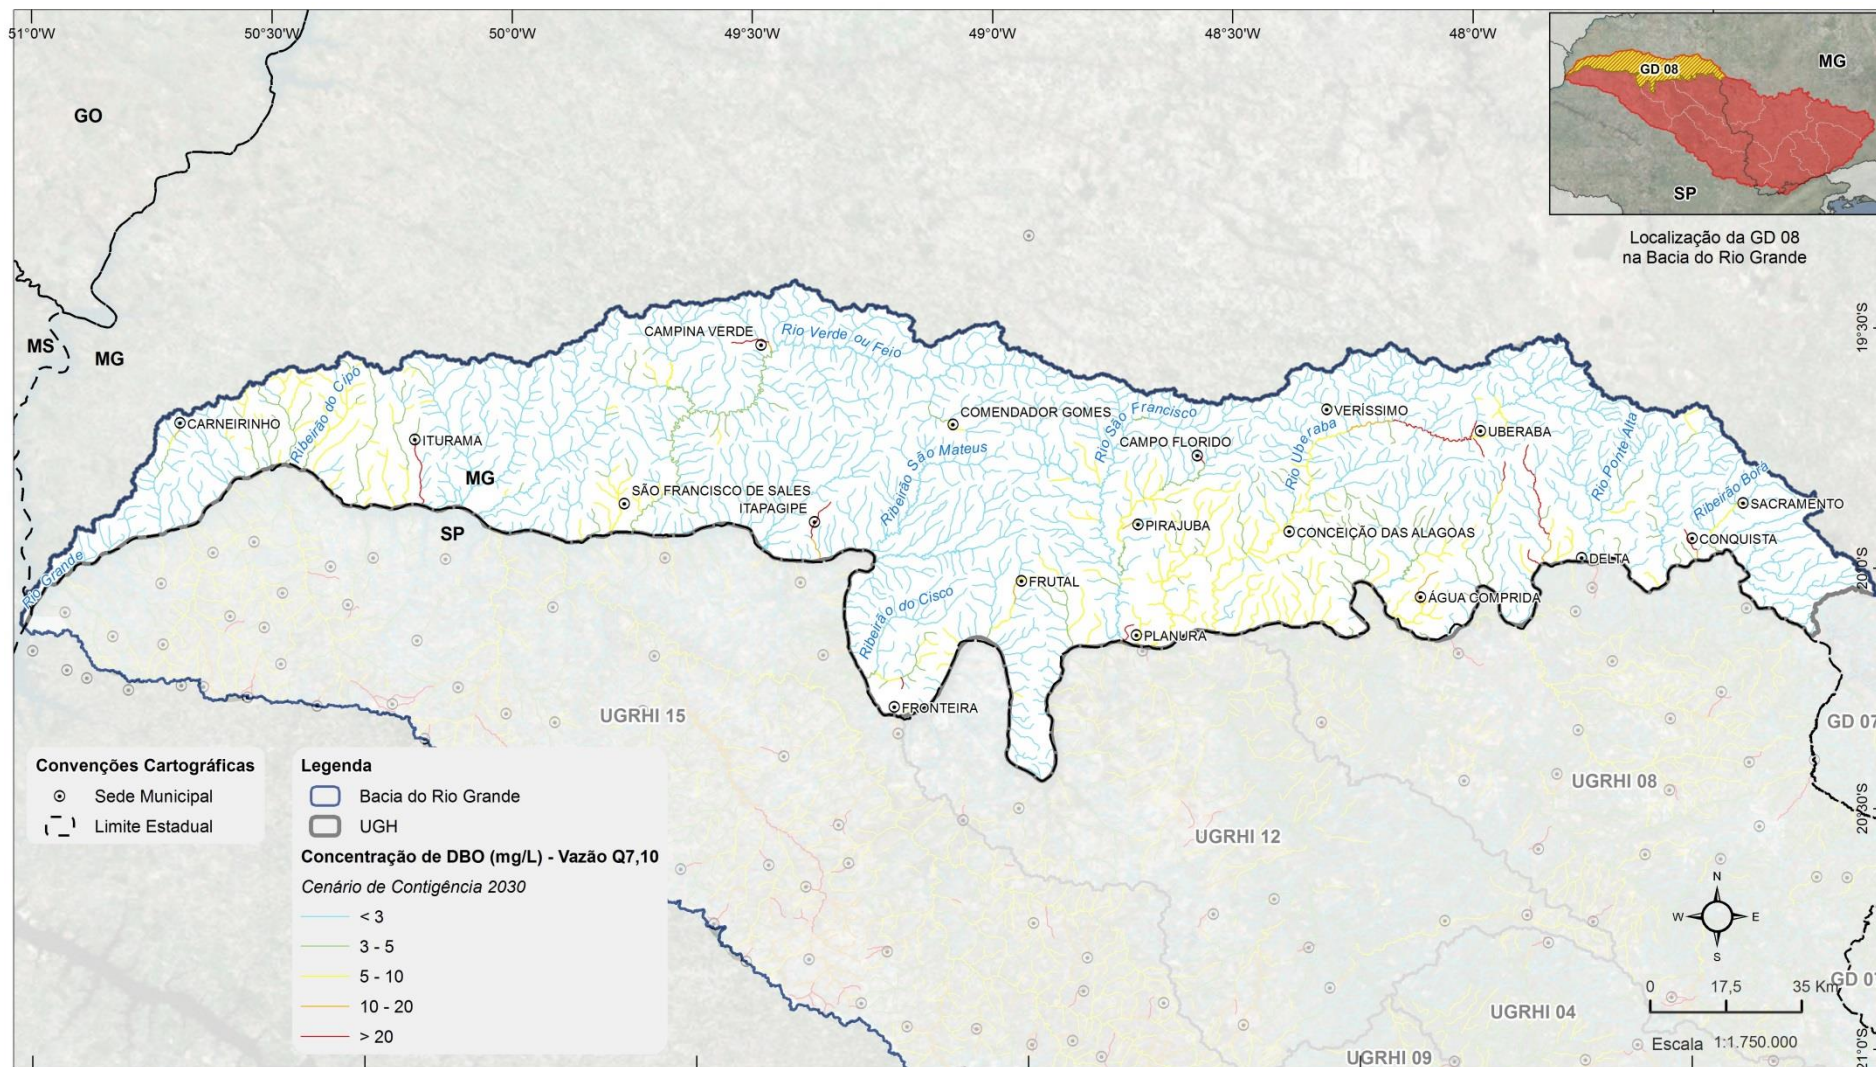 51°0'W
50°30'W
50°0'W
49°30'W
49°0'W
48°30'W
48°0'W
GO
MS
MG
MG
SP
GD 08
MG
SP
Localização da GD 08
na Bacia do Rio Grande
19°30'S
20°0'S
20°30'S
21°0'S
CAMPINA VERDE
Rio Verde ou Feio
CARNEIRINHO
Ribeirão do Cipó
ITURAMA
COMENDADOR GOMES
Rio São Francisco
CAMPO FLORIDO
VERÍSSIMO
Rio Uberaba
UBERABA
Rio Ponte Alta
Ribeirão São Mateus
SÃO FRANCISCO DE SALES
ITAPAGIPE
PIRAJUBA
CONCEIÇÃO DAS ALAGOAS
Ribeirão Borá
SACRAMENTO
CONQUISTA
DELTA
Rio Grande
FRUTAL
ÁGUA COMPRIDA
Ribeirão do Cisco
PLANURA
FRONTEIRA
UGRHI 15
GD 07
UGRHI 08
UGRHI 12
GD 07
UGRHI 04
UGRHI 09
Convenções Cartográficas
Sede Municipal
Limite Estadual
Legenda
Bacia do Rio Grande
UGH
Concentração de DBO (mg/L) - Vazão Q7,10
Cenário de Contigência 2030
< 3
3 - 5
5 - 10
10 - 20
> 20
N
W
E
S
0 17,5 35 Km
Escala 1:1.750.000